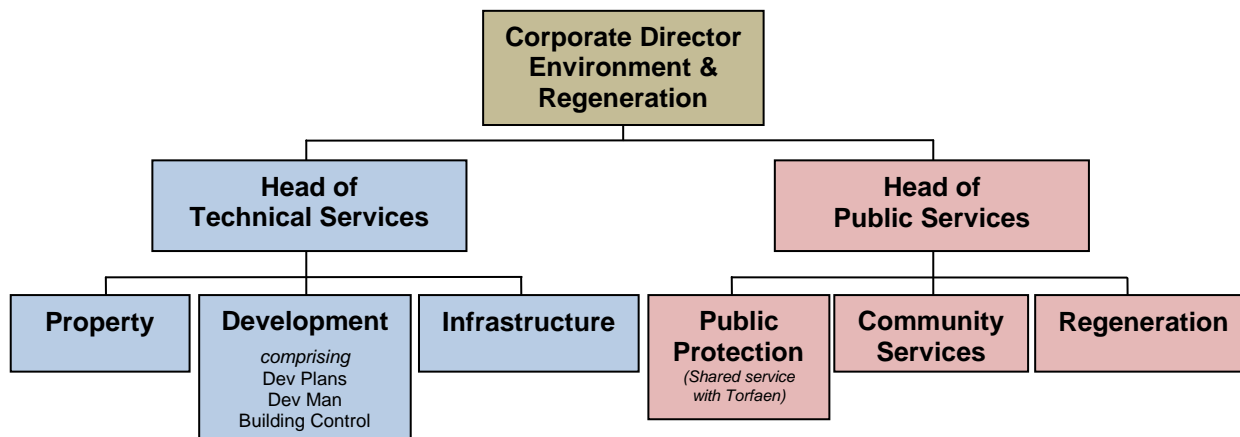 Corporate Director
Environment &
Regeneration
Head of
Technical Services
Head of
Public Services
Property
Development
comprising
Dev Plans
Dev Man
Building Control
Infrastructure
Public
Protection
(Shared service
with Torfaen)
Community
Services
Regeneration